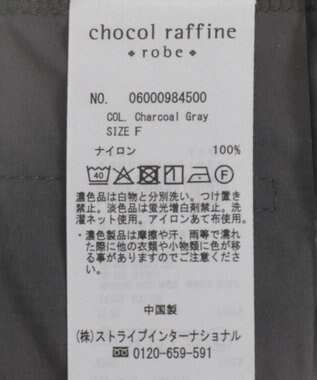 chocol raffine
robe
NO. 06000984500
COL. Charcoal Gray
SIZE F
ナイロン 100%
40
F
濃色品は白物と分別洗い。つけ置き
禁止。淡色品は蛍光増白剤禁止。洗
濯ネット使用。アイロンあて布使用。
・濃色製品は摩擦や汗、雨等で濡れ
た際に他の衣類や小物類に色が移
る事がありますのでご注意くださ
い。
中国製
(株)ストライプインターナショナル
0120-659-591